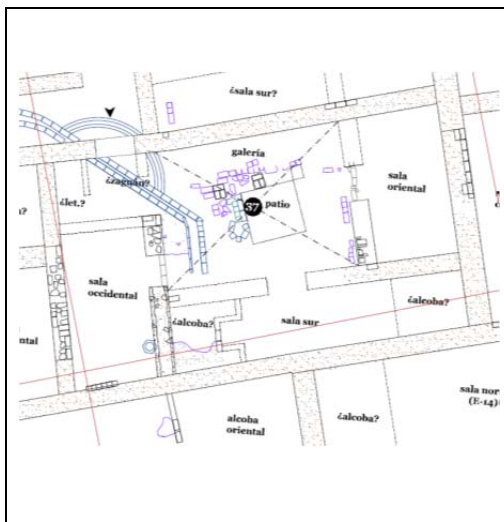 ¿sala sur?
galería
¿zaguán?
sala
oriental
¿let.?
37
patio
sala
occidental
¿alcoba?
¿alcoba?
sala sur
ntal
sala nor
(E-14)
alcoba
oriental
¿alcoba?